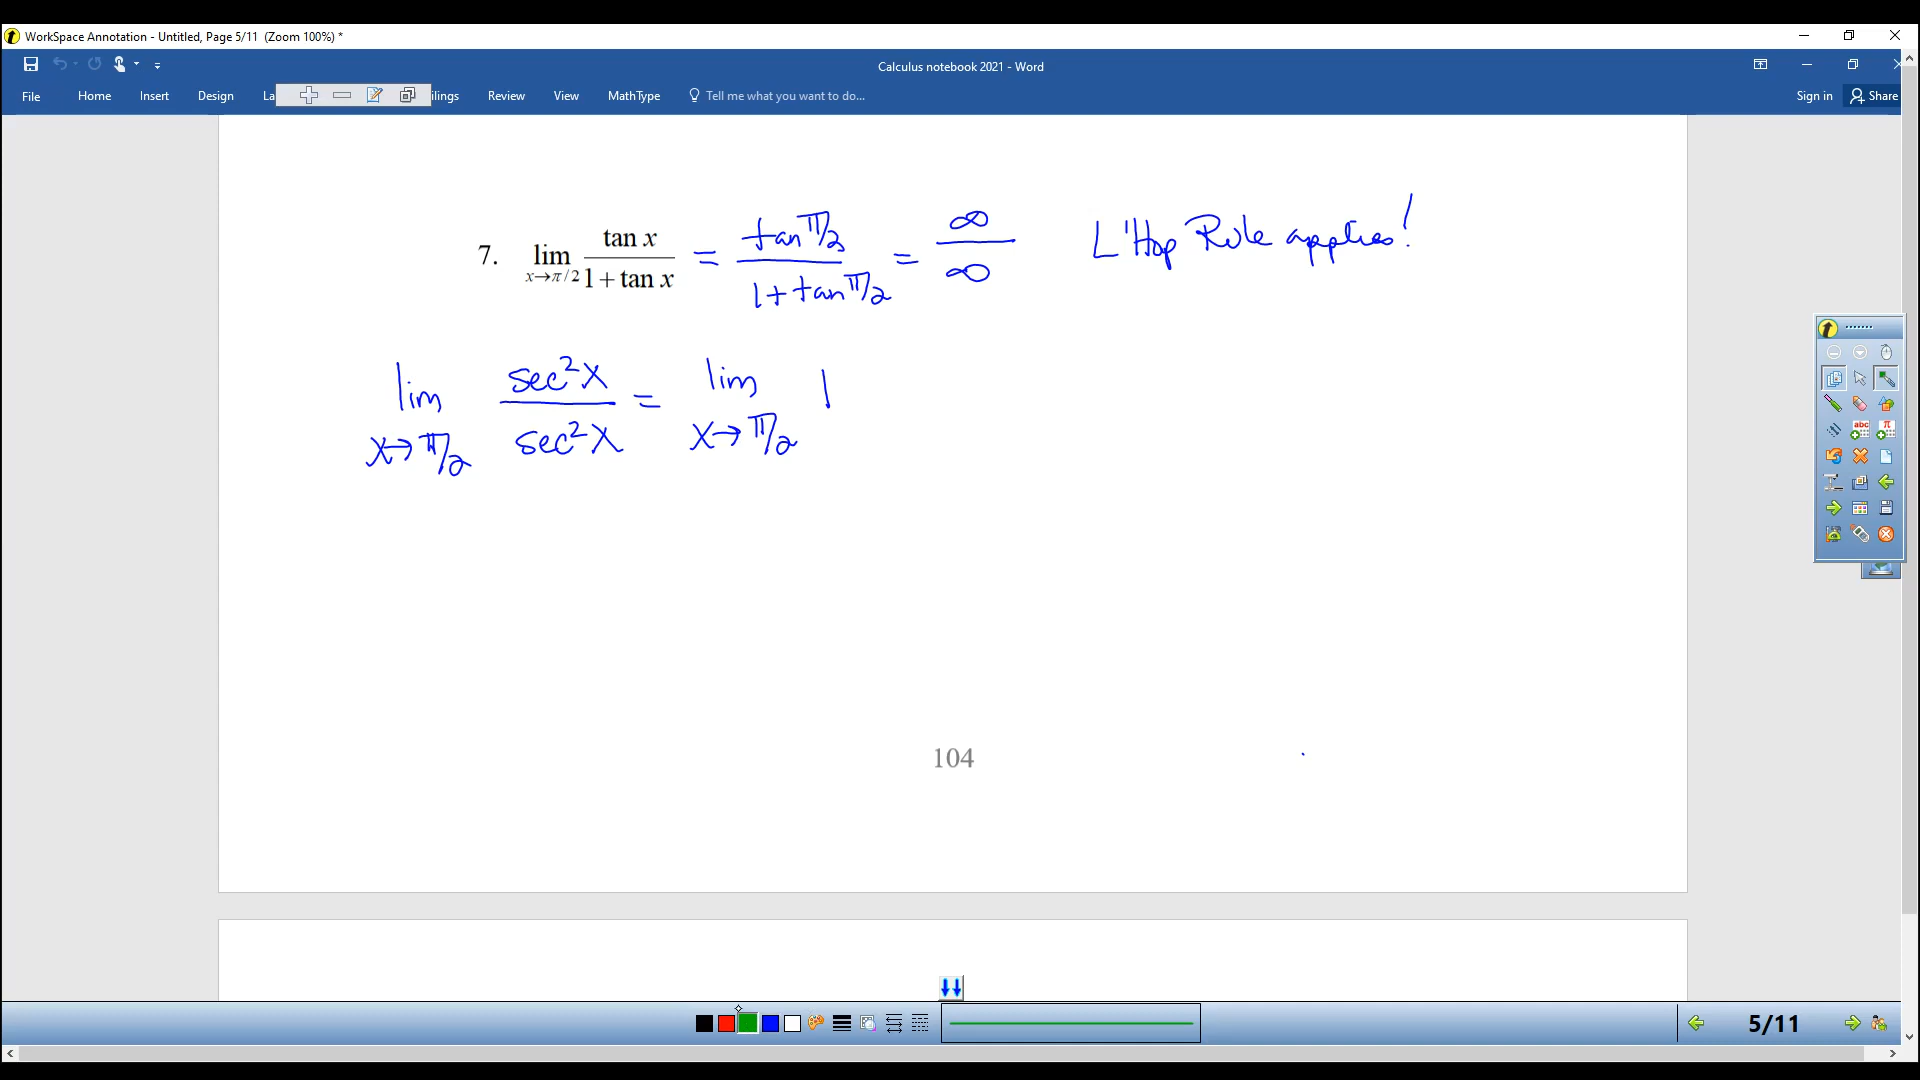 WorkSpace Annotation - Untitled, Page 5/11 (Zoom 100%) *
Calculus notebook 2021 - Word
File Home Insert Design La ilings Review View MathType Tell me what you want to do... Sign in Share
7. lim x→π/2 tan x / 1 + tan x = tan π/2 / 1 + tan π/2 = ∞ / ∞ L'Hop Rule applies!
lim x→π/2 sec²x / sec²x = lim x→π/2 1
abc π
104
5/11